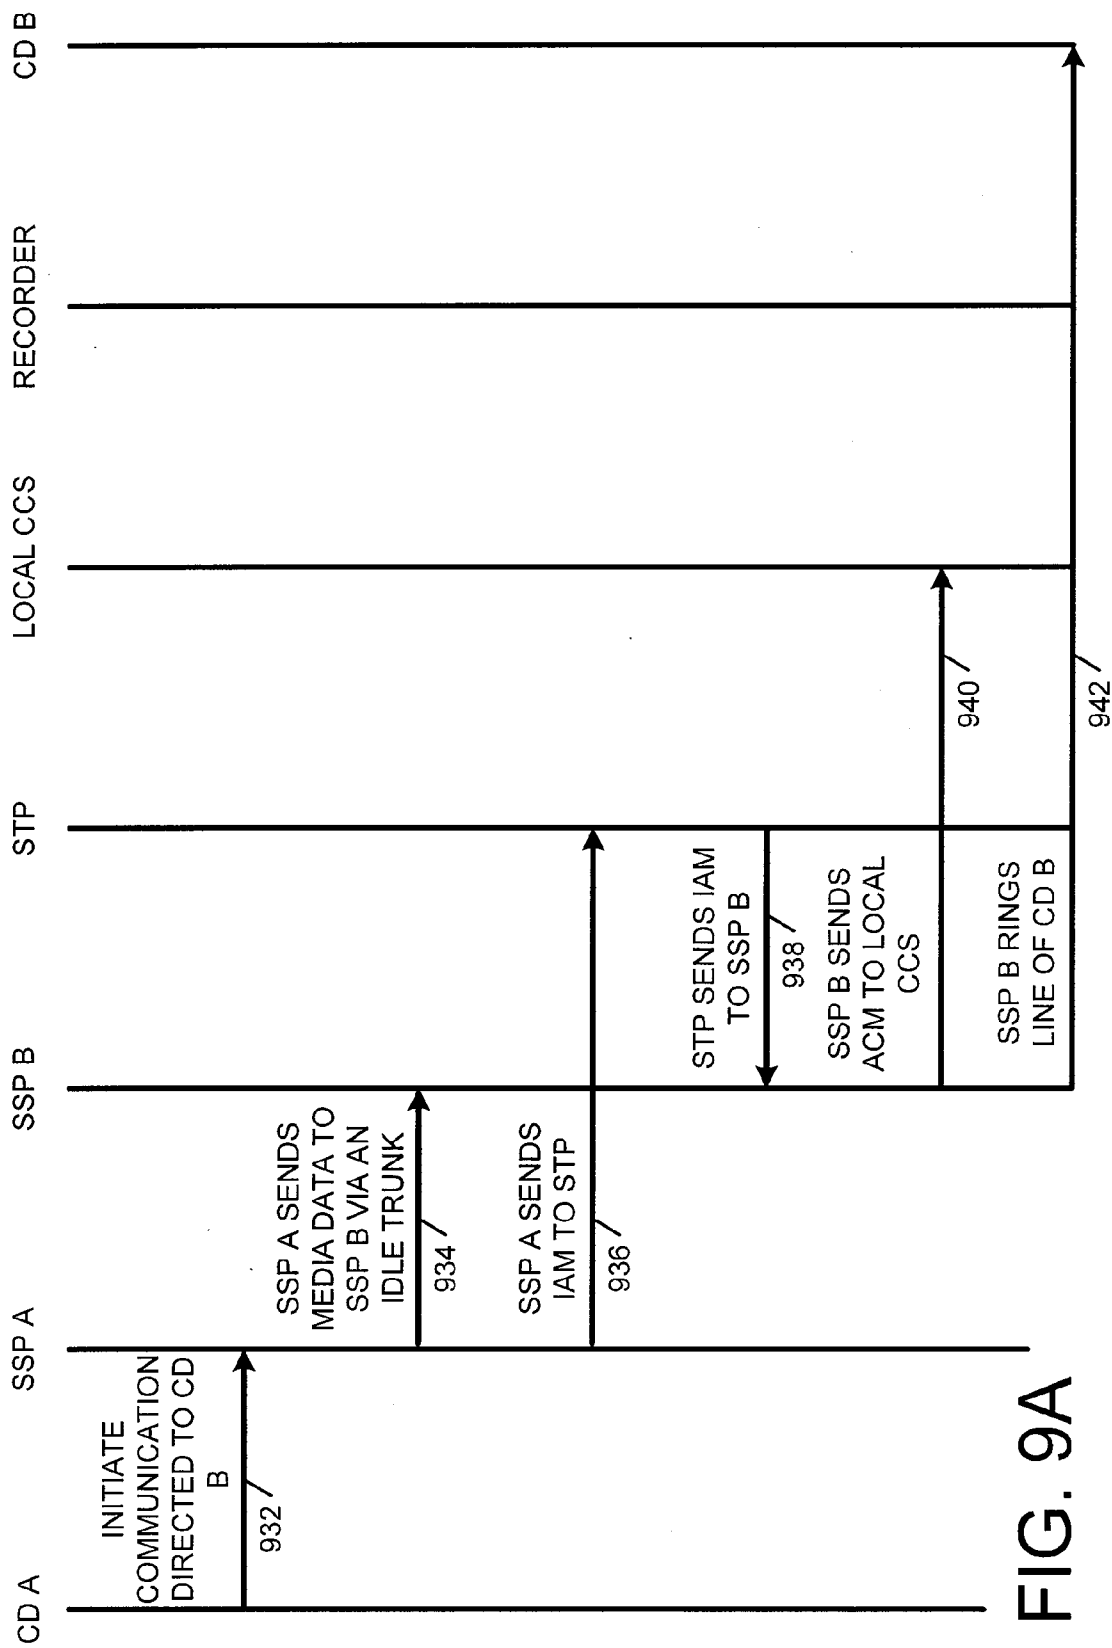 CD A
SSP A
SSP B
STP
LOCAL CCS
RECORDER
CD B
INITIATE
COMMUNICATION
DIRECTED TO CD
B
932
SSP A SENDS
MEDIA DATA TO
SSP B VIA AN
IDLE TRUNK
934
SSP A SENDS
IAM TO STP
936
STP SENDS IAM
TO SSP B
938
SSP B SENDS
ACM TO LOCAL
CCS
940
SSP B RINGS
LINE OF CD B
942
FIG. 9A